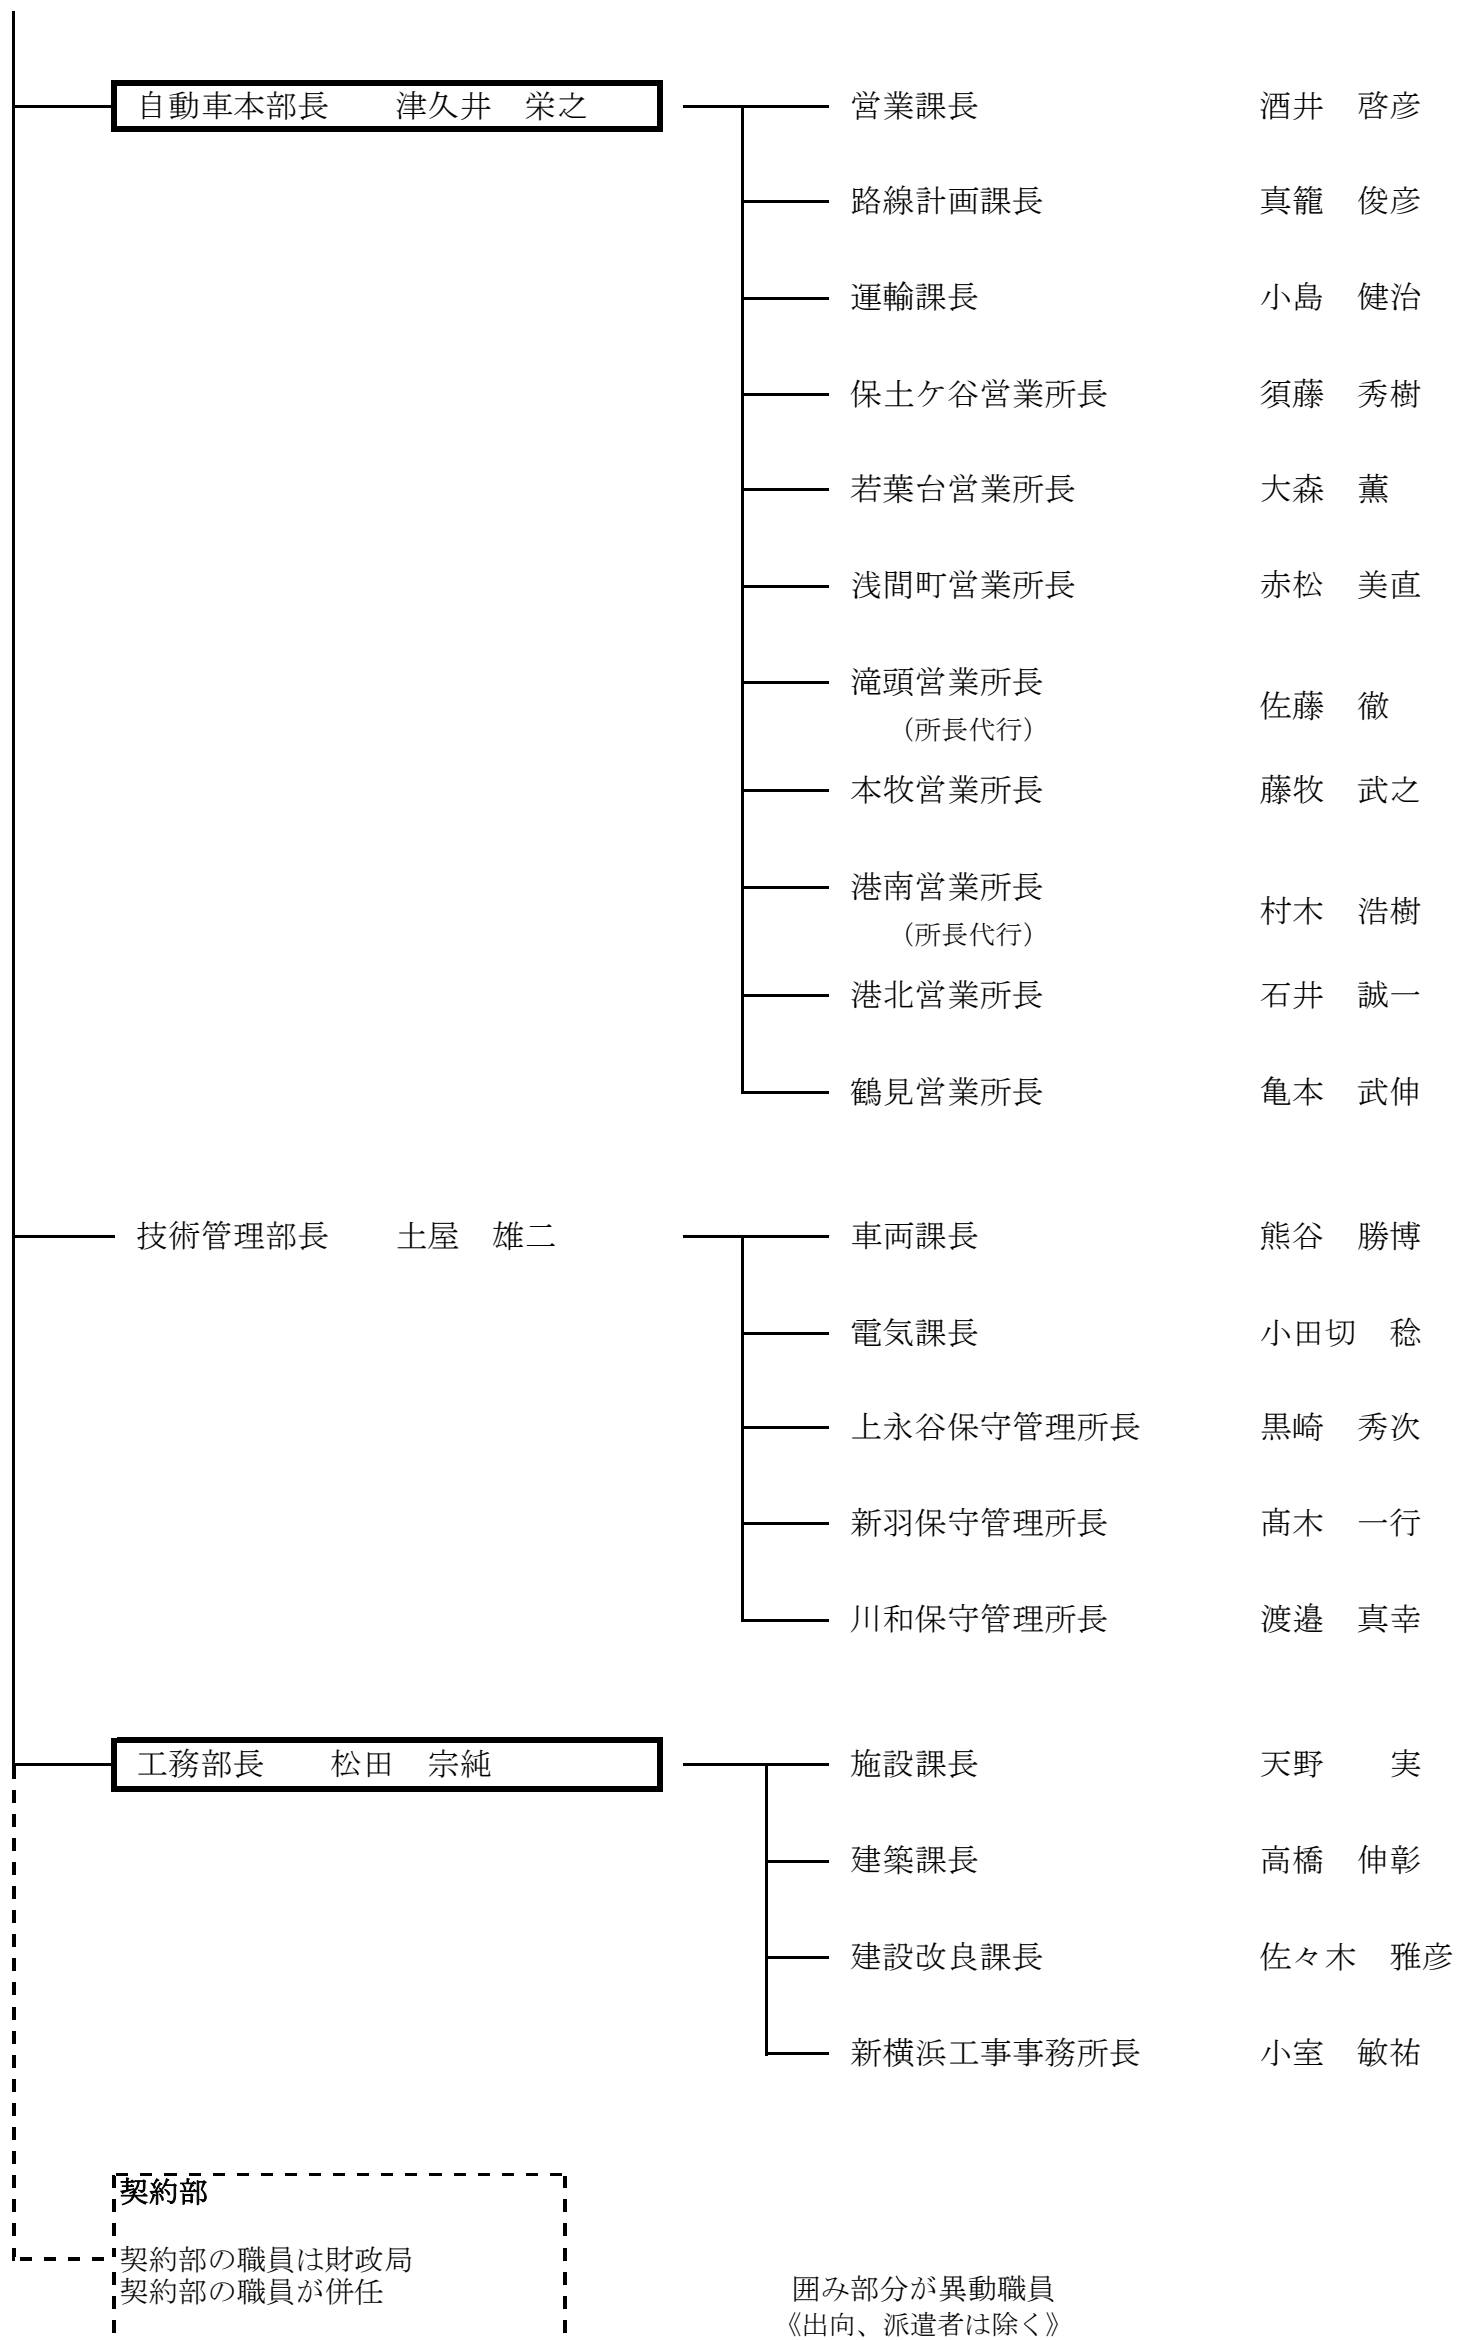 自動車本部長　　津久井　栄之　　　営業課長　　　酒井　啓彦
路線計画課長　　　真籠　俊彦
運輸課長　　　小島　健治
保土ケ谷営業所長　　　須藤　秀樹
若葉台営業所長　　　大森　薫
浅間町営業所長　　　赤松　美直
滝頭営業所長
（所長代行）　　　佐藤　徹
本牧営業所長　　　藤牧　武之
港南営業所長
（所長代行）　　　村木　浩樹
港北営業所長　　　石井　誠一
鶴見営業所長　　　亀本　武伸
技術管理部長　　土屋　雄二　　　車両課長　　　熊谷　勝博
電気課長　　　小田切　稔
上永谷保守管理所長　　　黒崎　秀次
新羽保守管理所長　　　髙木　一行
川和保守管理所長　　　渡邉　真幸
工務部長　　松田　宗純　　　施設課長　　　天野　　実
建築課長　　　高橋　伸彰
建設改良課長　　　佐々木　雅彦
新横浜工事事務所長　　　小室　敏祐
契約部
契約部の職員は財政局
契約部の職員が併任
囲み部分が異動職員
《出向、派遣者は除く》